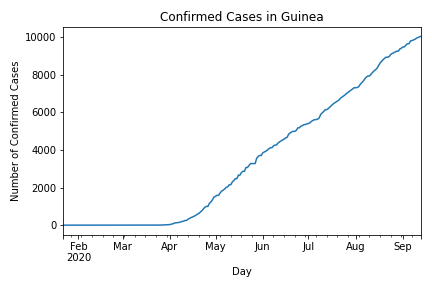 Confirmed Cases in Guinea
Number of Confirmed Cases
10000
8000
6000
4000
2000
0
Feb Mar Apr May Jun Jul Aug Sep
2020
Day